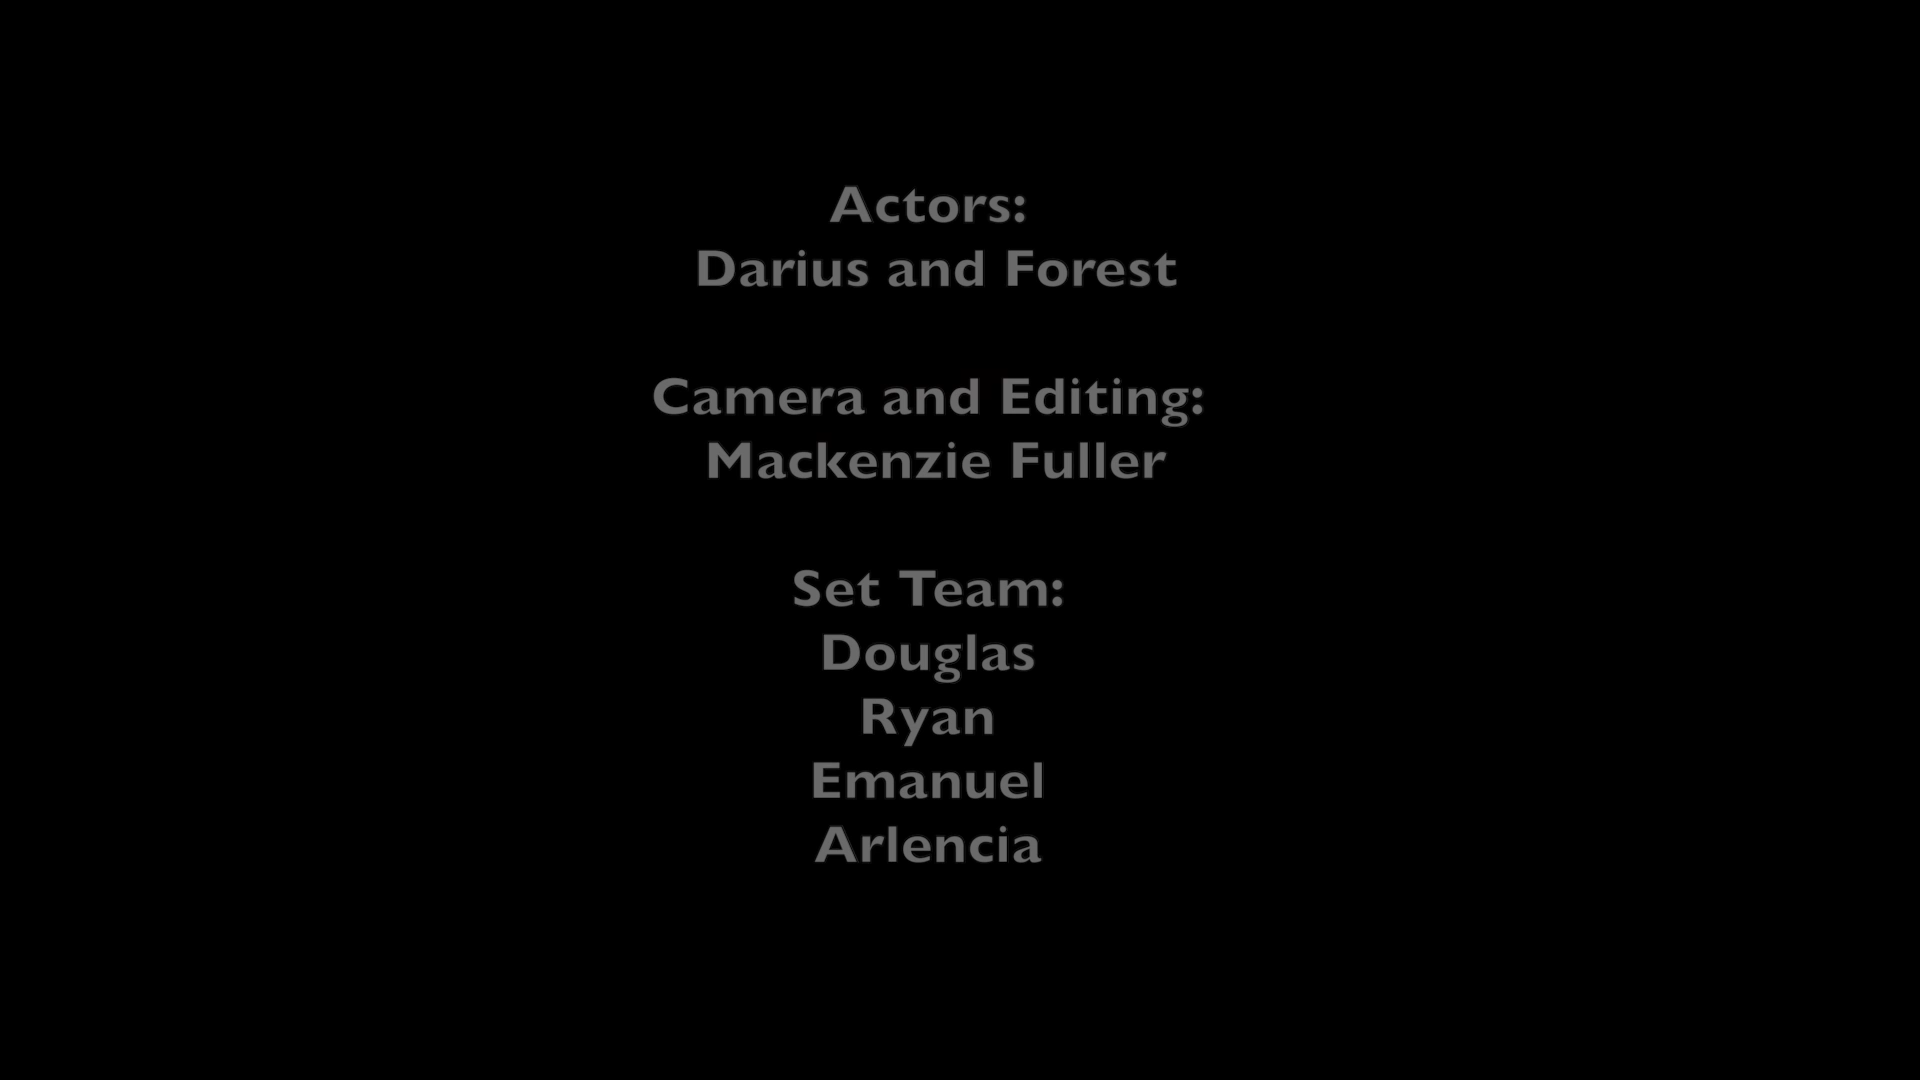 Actors:
Darius and Forest
Camera and Editing:
Mackenzie Fuller
Set Team:
Douglas
Ryan
Emanuel
Arlencia